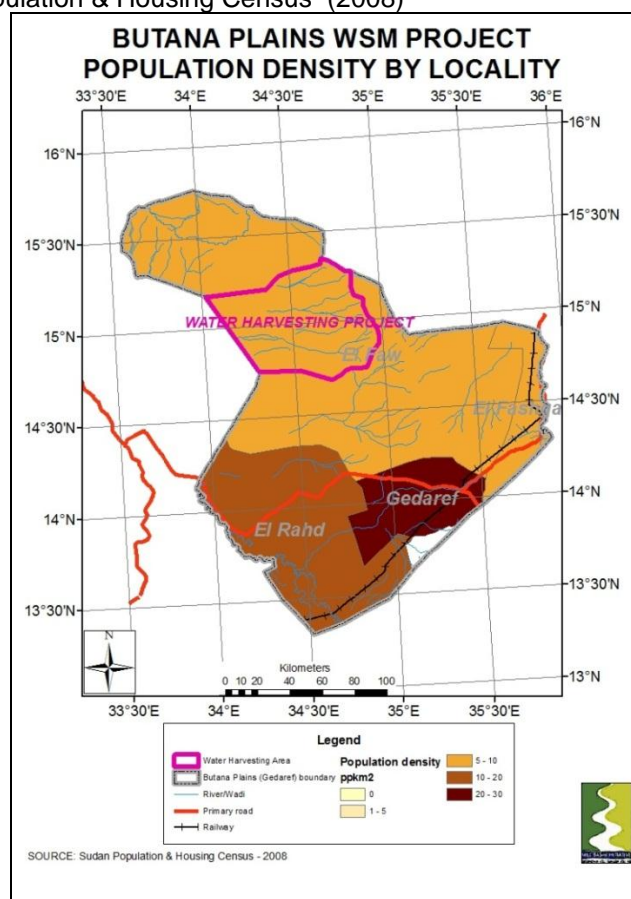 pulation & Housing Census (2008)
BUTANA PLAINS WSM PROJECT
POPULATION DENSITY BY LOCALITY
33°30'E 34°E 34°30'E 35°E 35°30'E 36°E
16°N
16°N
15°30'N
15°30'N
15°N
WATER HARVESTING PROJECT
El Faw
15°N
14°30'N
El Fashga
14°30'N
Gedaref
14°N
14°N
El Rahd
13°30'N
13°30'N
13°N
N
Kilometers
0 10 20 40 60 80 100
33°30'E 34°E 34°30'E 35°E 35°30'E
Legend
Water Harvesting Area
Butana Plains (Gedaref) boundary
River/Wadi
Primary road
Railway
Population density
ppkm2
0
1 - 5
5 - 10
10 - 20
20 - 30
SOURCE: Sudan Population & Housing Census - 2008